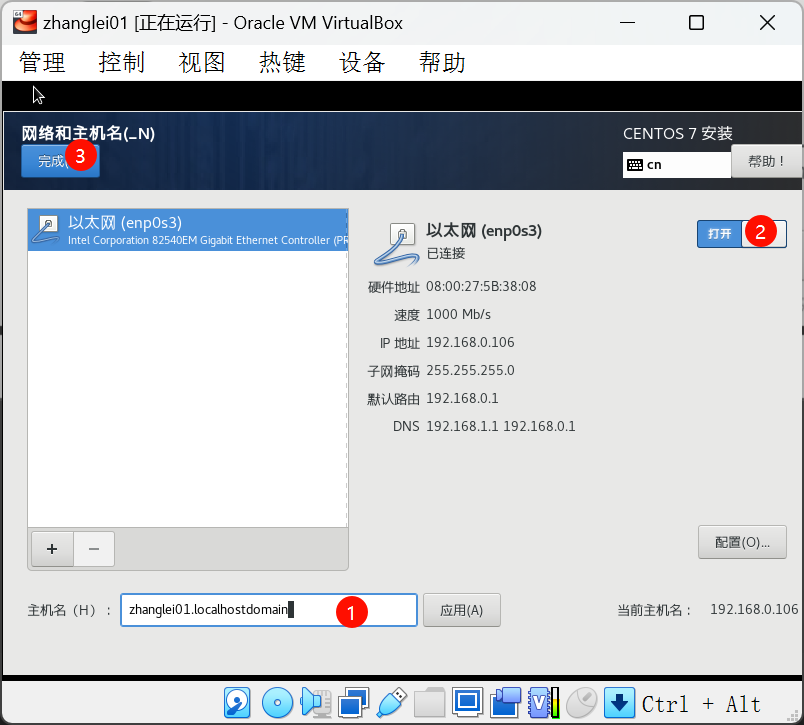 zhanglei01 [正在运行] - Oracle VM VirtualBox
管理 控制 视图 热键 设备 帮助
网络和主机名(_N)
CENTOS 7 安装
完成
3
cn
帮助！
以太网 (enp0s3)
Intel Corporation 82540EM Gigabit Ethernet Controller (PR
以太网 (enp0s3)
已连接
打开
2
硬件地址 08:00:27:5B:38:08
速度 1000 Mb/s
IP 地址 192.168.0.106
子网掩码 255.255.255.0
默认路由 192.168.0.1
DNS 192.168.1.1 192.168.0.1
+ −
配置(O)...
主机名（H）： zhanglei01.localhostdomain
1
应用(A)
当前主机名： 192.168.0.106
Ctrl + Alt